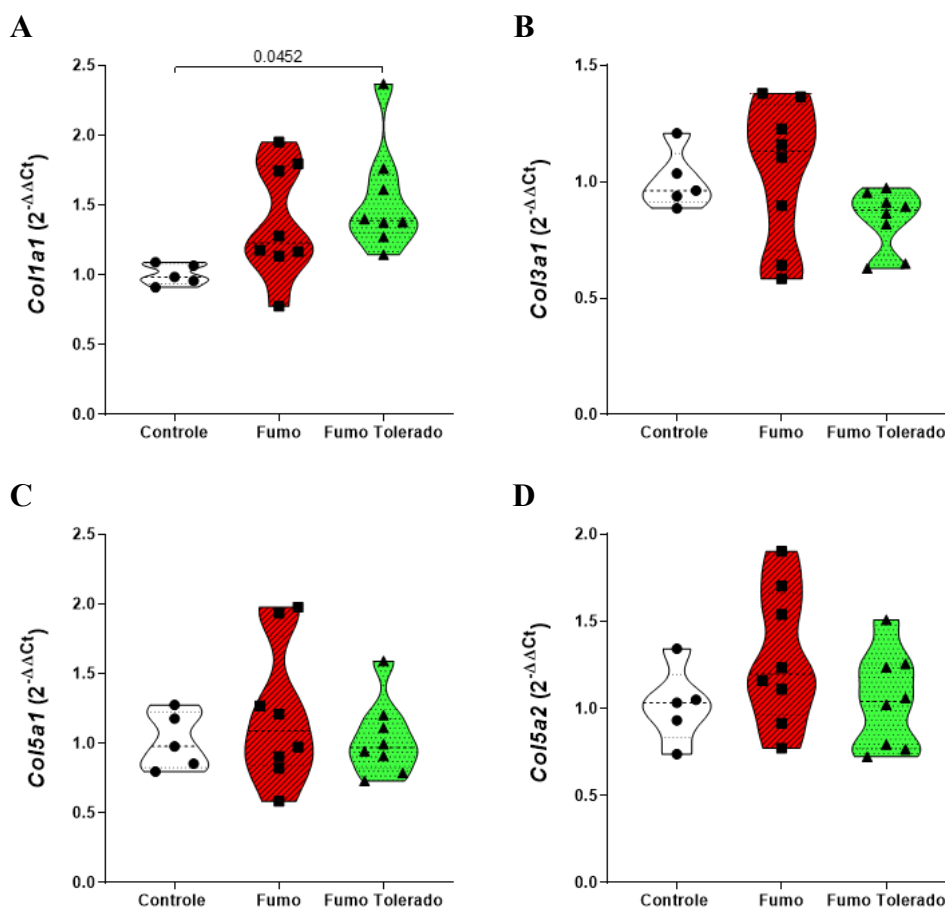 A
Col1a1 (2^-ΔΔCt)
2.5
2.0
1.5
1.0
0.5
0.0
0.0452
Controle Fumo Fumo Tolerado
B
Col3a1 (2^-ΔΔCt)
1.5
1.0
0.5
0.0
Controle Fumo Fumo Tolerado
C
Col5a1 (2^-ΔΔCt)
2.5
2.0
1.5
1.0
0.5
0.0
Controle Fumo Fumo Tolerado
D
Col5a2 (2^-ΔΔCt)
2.0
1.5
1.0
0.5
0.0
Controle Fumo Fumo Tolerado